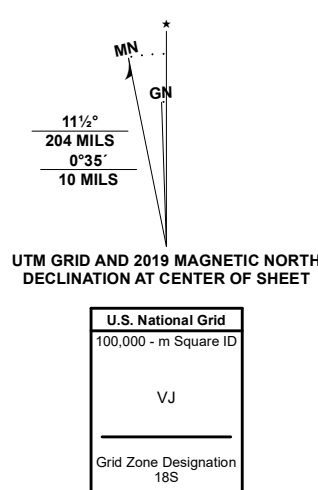 MN
GN
11½°
204 MILS
0°35´
10 MILS
UTM GRID AND 2019 MAGNETIC NORTH
DECLINATION AT CENTER OF SHEET
U.S. National Grid
100,000 - m Square ID
VJ
Grid Zone Designation
18S